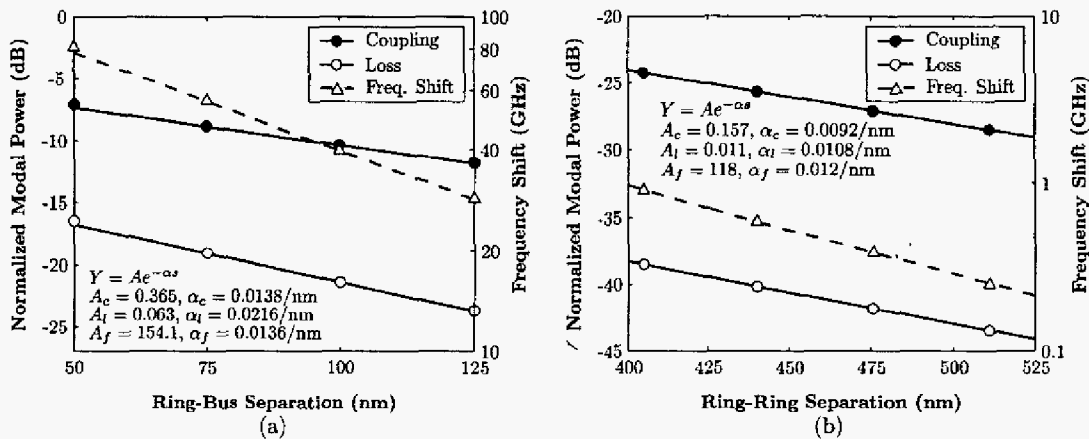 0
-5
-10
-15
-20
-25
Normalized Modal Power (dB)
100
80
60
40
30
20
10
Frequency Shift (GHz)
Coupling
Loss
Freq. Shift
Y = Ae^{-αs}
A_c = 0.365, α_c = 0.0138/nm
A_l = 0.063, α_l = 0.0216/nm
A_f = 154.1, α_f = 0.0136/nm
50 75 100 125
Ring-Bus Separation (nm)
(a)
-20
-25
-30
-35
-40
-45
Normalized Modal Power (dB)
10
1
0.1
Frequency Shift (GHz)
Coupling
Loss
Freq. Shift
Y = Ae^{-αs}
A_c = 0.157, α_c = 0.0092/nm
A_l = 0.011, α_l = 0.0108/nm
A_f = 118, α_f = 0.012/nm
400 425 450 475 500 525
Ring-Ring Separation (nm)
(b)